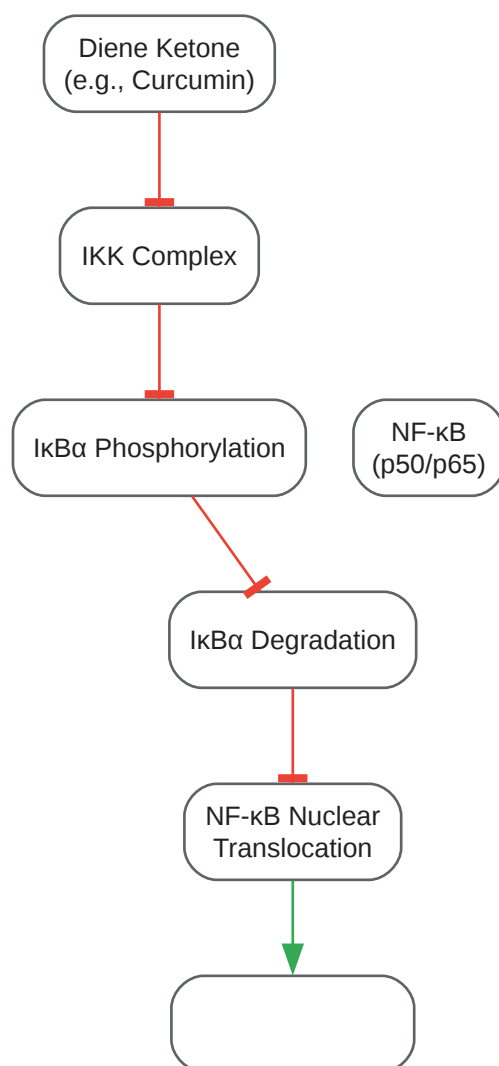 Diene Ketone
(e.g., Curcumin)
IKK Complex
IκBα Phosphorylation
NF-κB
(p50/p65)
IκBα Degradation
NF-κB Nuclear
Translocation